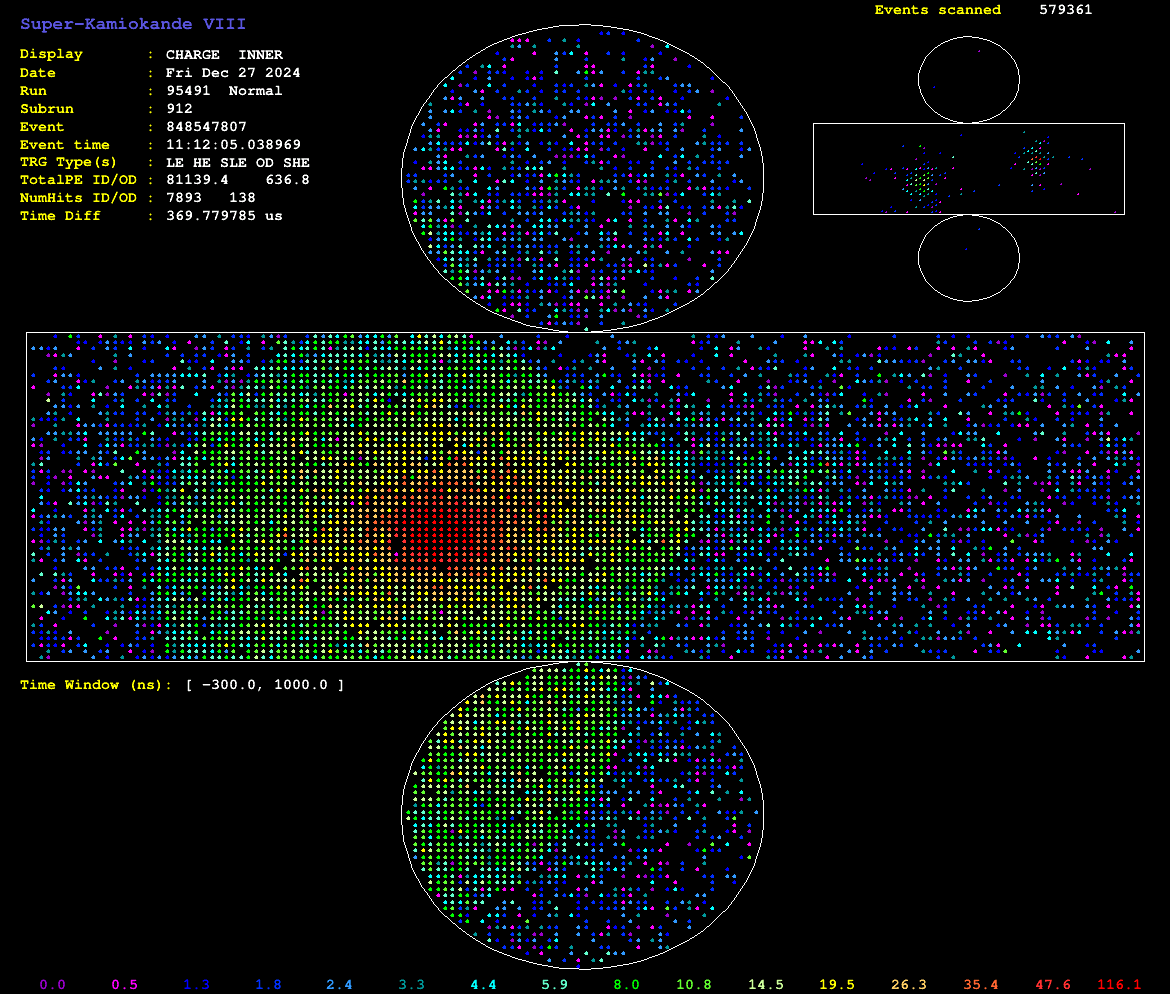 Super-Kamiokande VIII
Events scanned 579361
Display : CHARGE INNER
Date : Fri Dec 27 2024
Run : 95491 Normal
Subrun : 912
Event : 848547807
Event time : 11:12:05.038969
TRG Type(s) : LE HE SLE OD SHE
TotalPE ID/OD : 81139.4 636.8
NumHits ID/OD : 7893 138
Time Diff : 369.779785 us
Time Window (ns): [ −300.0, 1000.0 ]
0.0 0.5 1.3 1.8 2.4 3.3 4.4 5.9 8.0 10.8 14.5 19.5 26.3 35.4 47.6 116.1